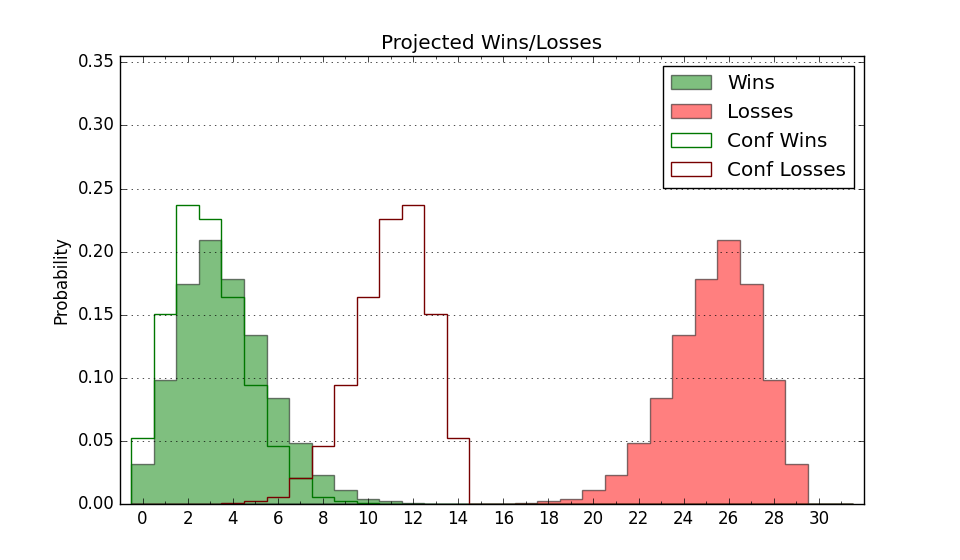 Projected Wins/Losses
0.35
0.30
0.25
0.20
0.15
0.10
0.05
0.00
Probability
Wins
Losses
Conf Wins
Conf Losses
0 2 4 6 8 10 12 14 16 18 20 22 24 26 28 30